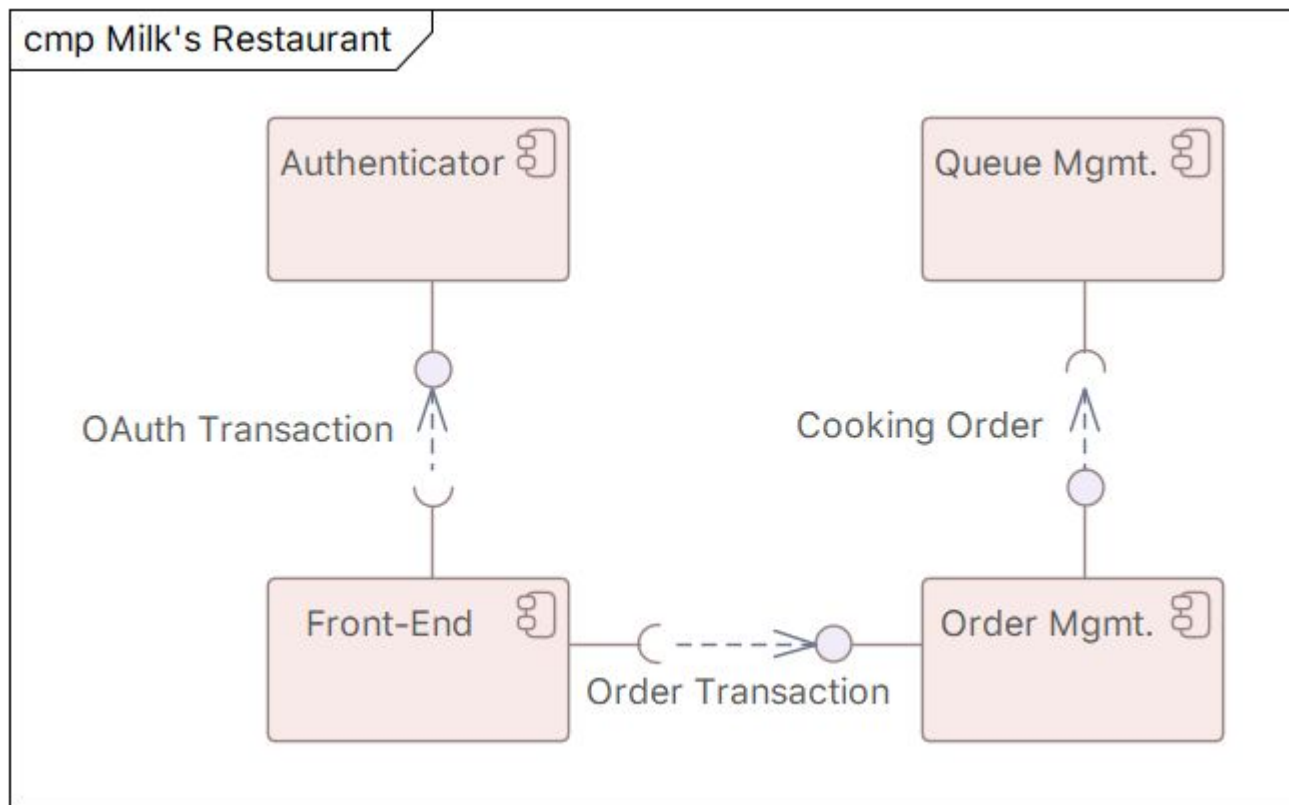 cmp Milk's Restaurant
Authenticator
Queue Mgmt.
OAuth Transaction
Cooking Order
Front-End
Order Mgmt.
Order Transaction